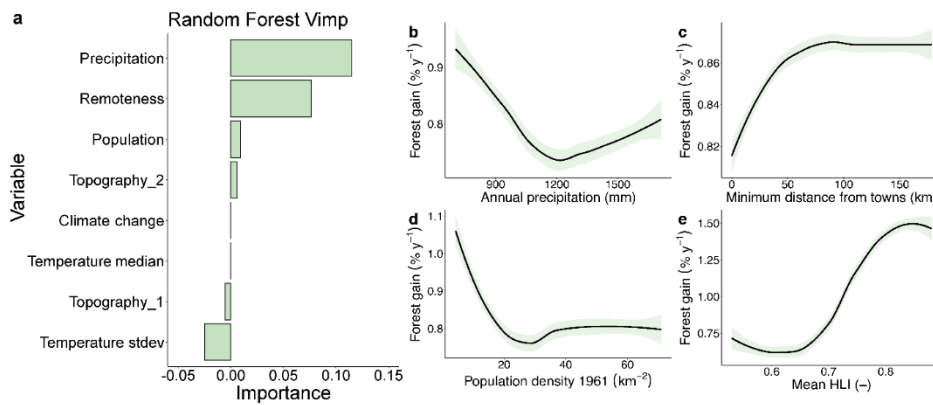 a
Random Forest Vimp
Variable
Precipitation
Remoteness
Population
Topography_2
Climate change
Temperature median
Topography_1
Temperature stdev
-0.05 0.00 0.05 0.10 0.15
Importance
b
Forest gain (% y⁻¹)
0.9
0.8
900 1200 1500
Annual precipitation (mm)
c
Forest gain (% y⁻¹)
0.86
0.84
0.82
0 50 100 150
Minimum distance from towns (km
d
Forest gain (% y⁻¹)
1.1
1.0
0.9
0.8
20 40 60
Population density 1961 (km⁻²)
e
Forest gain (% y⁻¹)
1.50
1.25
1.00
0.75
0.6 0.7 0.8
Mean HLI (–)